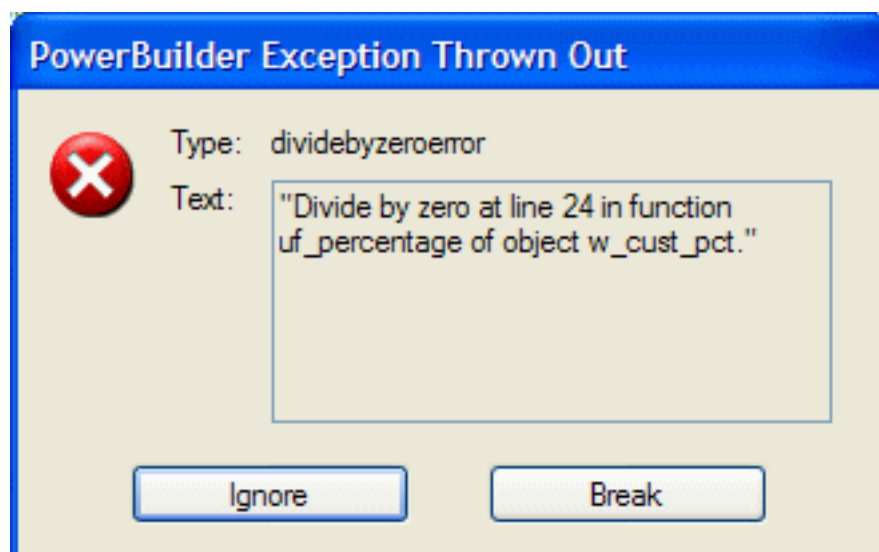 PowerBuilder Exception Thrown Out
Type: dividebyzeroerror
Text: "Divide by zero at line 24 in function
uf_percentage of object w_cust_pct."
Ignore Break